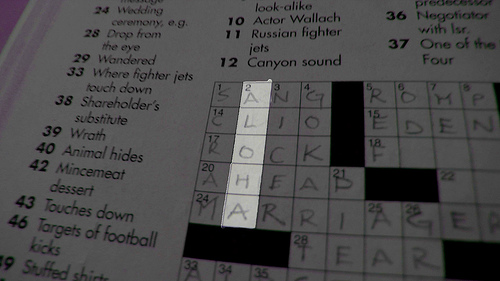 message
24 Wedding
ceremony, e.g.
28 Drop from
the eye
29 Wandered
33 Where fighter jets
touch down
38 Shareholder's
substitute
39 Wrath
40 Animal hides
42 Mincemeat
dessert
43 Touches down
46 Targets of football
kicks
49 Stuffed shirts
look-alike
10 Actor Wallach
11 Russian fighter
jets
12 Canyon sound
predecessor
36 Negotiator
with Isr.
37 One of the
Four
1 S 2 A 3 N 4 G 5 R 6 O 7 M 8 P
14 C L I O 15 E D E N
17 R O C K 18 F
20 A H E A 21 D 22
24 M A R R I 25 A 26 G E R
28 T E A R
33 34 35